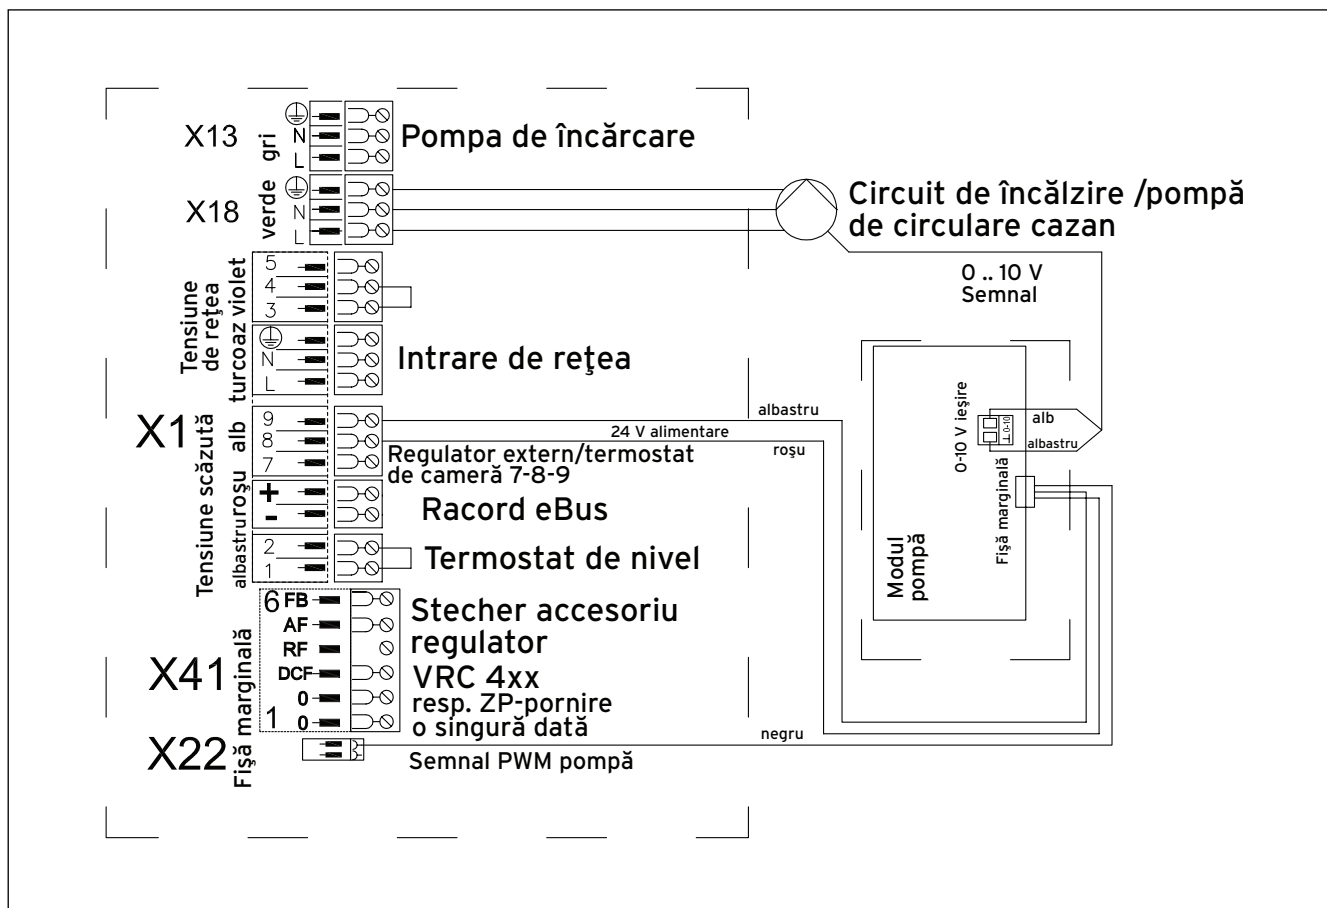 X13
gri
N
L
Pompa de încărcare
X18
verde
N
L
Circuit de încălzire /pompă
de circulare cazan
0 .. 10 V
Semnal
Tensiune
de reţea
violet
5
4
3
turcoaz
N
L
Intrare de reţea
X1
Tensiune scăzută
alb
9
8
7
albastru
24 V alimentare
roşu
Regulator extern/termostat
de cameră 7-8-9
roşu
+
-
Racord eBus
albastru
2
1
Termostat de nivel
X41
Fişă marginală
6 FB
AF
RF
DCF
0
1 0
Stecher accesoriu
regulator
VRC 4xx
resp. ZP-pornire
o singură dată
X22
negru
Semnal PWM pompă
0-10 V ieşire
⊥ 0-10
alb
albastru
Fişă marginală
Modul
pompă